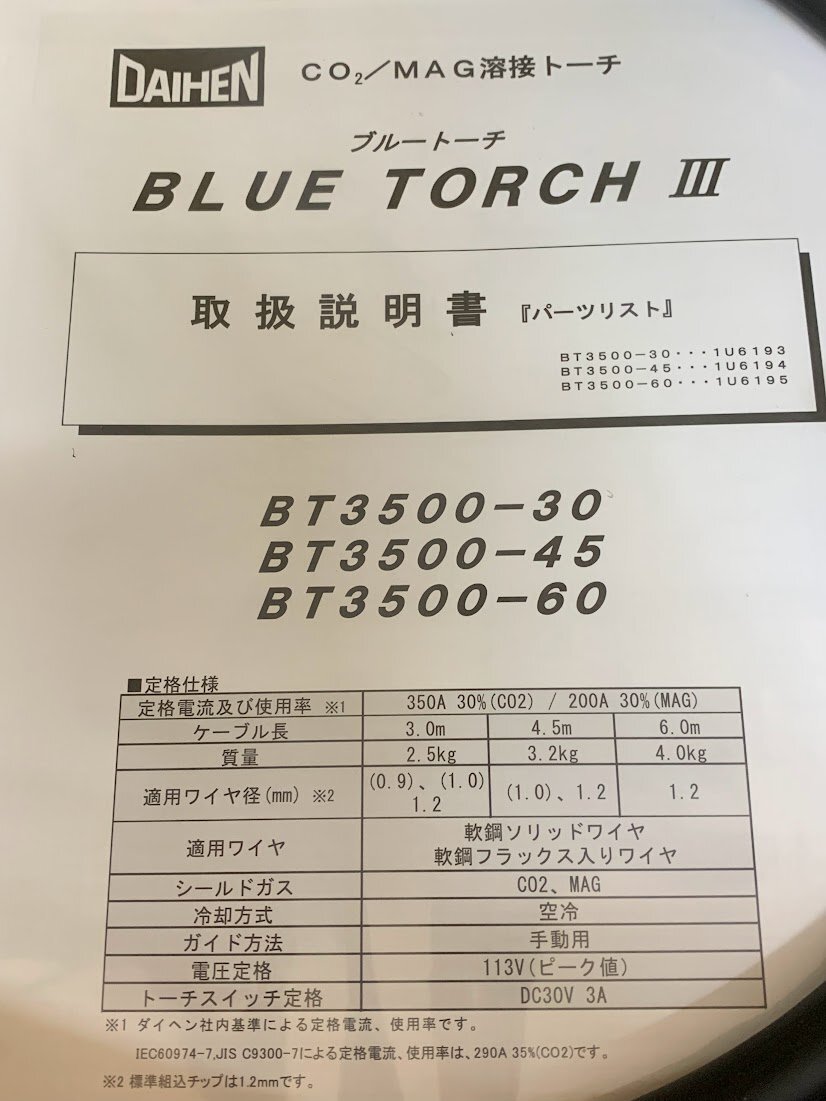 DAIHEN
CO₂／MAG溶接トーチ
ブルートーチ
BLUE TORCH Ⅲ
取扱説明書『パーツリスト』
BT3500−30・・・1U6193
BT3500−45・・・1U6194
BT3500−60・・・1U6195
BT3500−30
BT3500−45
BT3500−60
■定格仕様
定格電流及び使用率 ※1 350A 30%(CO2) / 200A 30%(MAG)
ケーブル長 3.0m 4.5m 6.0m
質量 2.5kg 3.2kg 4.0kg
適用ワイヤ径(mm) ※2 (0.9)、(1.0) 1.2 (1.0)、1.2 1.2
適用ワイヤ 軟鋼ソリッドワイヤ
軟鋼フラックス入りワイヤ
シールドガス CO2、MAG
冷却方式 空冷
ガイド方法 手動用
電圧定格 113V(ピーク値)
トーチスイッチ定格 DC30V 3A
※1 ダイヘン社内基準による定格電流、使用率です。
IEC60974-7,JIS C9300-7による定格電流、使用率は、290A 35%(CO2)です。
※2 標準組込チップは1.2mmです。